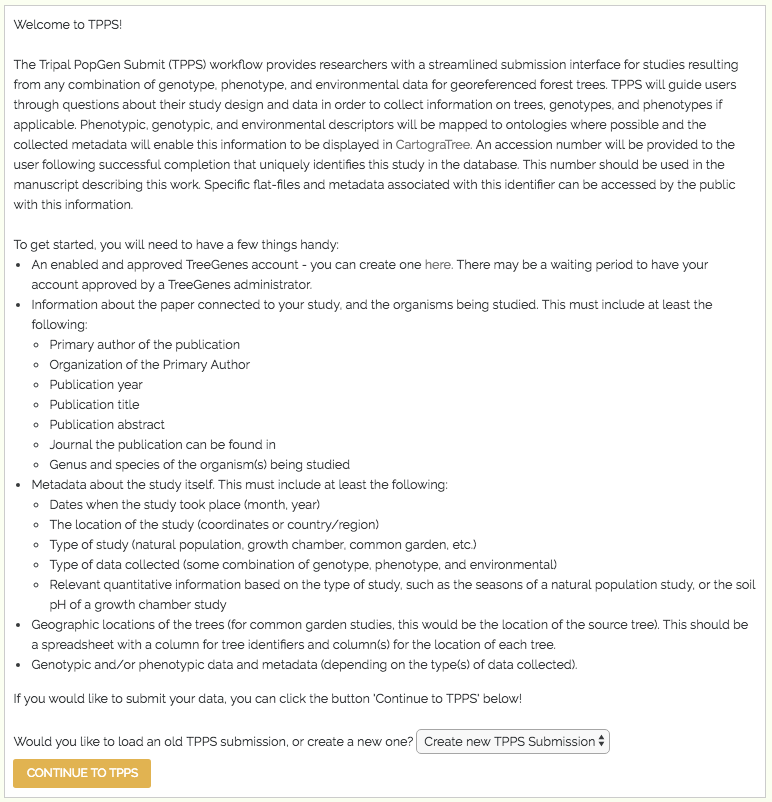 Welcome to TPPS!
The Tripal PopGen Submit (TPPS) workflow provides researchers with a streamlined submission interface for studies resulting
from any combination of genotype, phenotype, and environmental data for georeferenced forest trees. TPPS will guide users
through questions about their study design and data in order to collect information on trees, genotypes, and phenotypes if
applicable. Phenotypic, genotypic, and environmental descriptors will be mapped to ontologies where possible and the
collected metadata will enable this information to be displayed in CartograTree. An accession number will be provided to the
user following successful completion that uniquely identifies this study in the database. This number should be used in the
manuscript describing this work. Specific flat-files and metadata associated with this identifier can be accessed by the public
with this information.
To get started, you will need to have a few things handy:
• An enabled and approved TreeGenes account - you can create one here. There may be a waiting period to have your
account approved by a TreeGenes administrator.
• Information about the paper connected to your study, and the organisms being studied. This must include at least the
following:
◦ Primary author of the publication
◦ Organization of the Primary Author
◦ Publication year
◦ Publication title
◦ Publication abstract
◦ Journal the publication can be found in
◦ Genus and species of the organism(s) being studied
• Metadata about the study itself. This must include at least the following:
◦ Dates when the study took place (month, year)
◦ The location of the study (coordinates or country/region)
◦ Type of study (natural population, growth chamber, common garden, etc.)
◦ Type of data collected (some combination of genotype, phenotype, and environmental)
◦ Relevant quantitative information based on the type of study, such as the seasons of a natural population study, or the soil
pH of a growth chamber study
• Geographic locations of the trees (for common garden studies, this would be the location of the source tree). This should be
a spreadsheet with a column for tree identifiers and column(s) for the location of each tree.
• Genotypic and/or phenotypic data and metadata (depending on the type(s) of data collected).
If you would like to submit your data, you can click the button 'Continue to TPPS' below!
Would you like to load an old TPPS submission, or create a new one? Create new TPPS Submission
CONTINUE TO TPPS